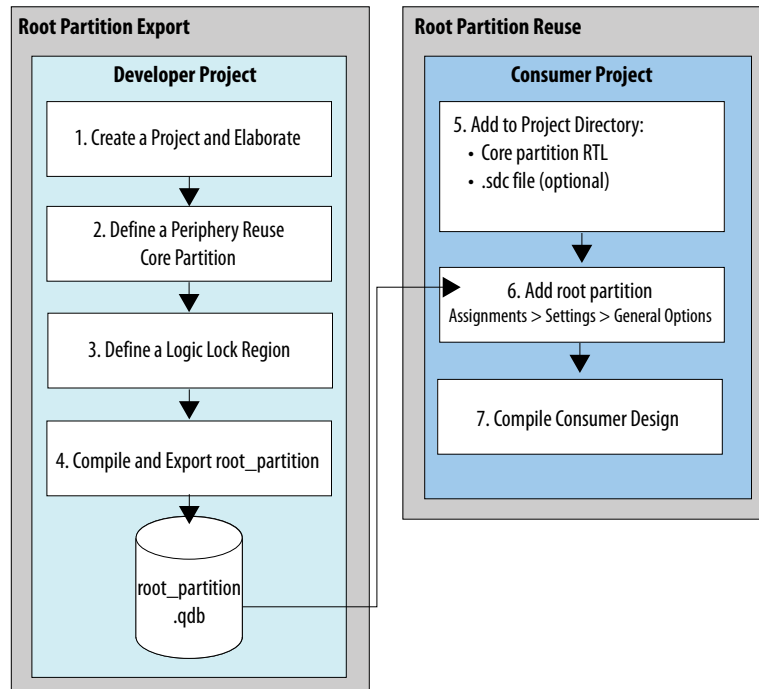 Root Partition Export
Developer Project
1. Create a Project and Elaborate
2. Define a Periphery Reuse
Core Partition
3. Define a Logic Lock Region
4. Compile and Export root_partition
root_partition
.qdb
Root Partition Reuse
Consumer Project
5. Add to Project Directory:
• Core partition RTL
• .sdc file (optional)
6. Add root partition
Assignments > Settings > General Options
7. Compile Consumer Design